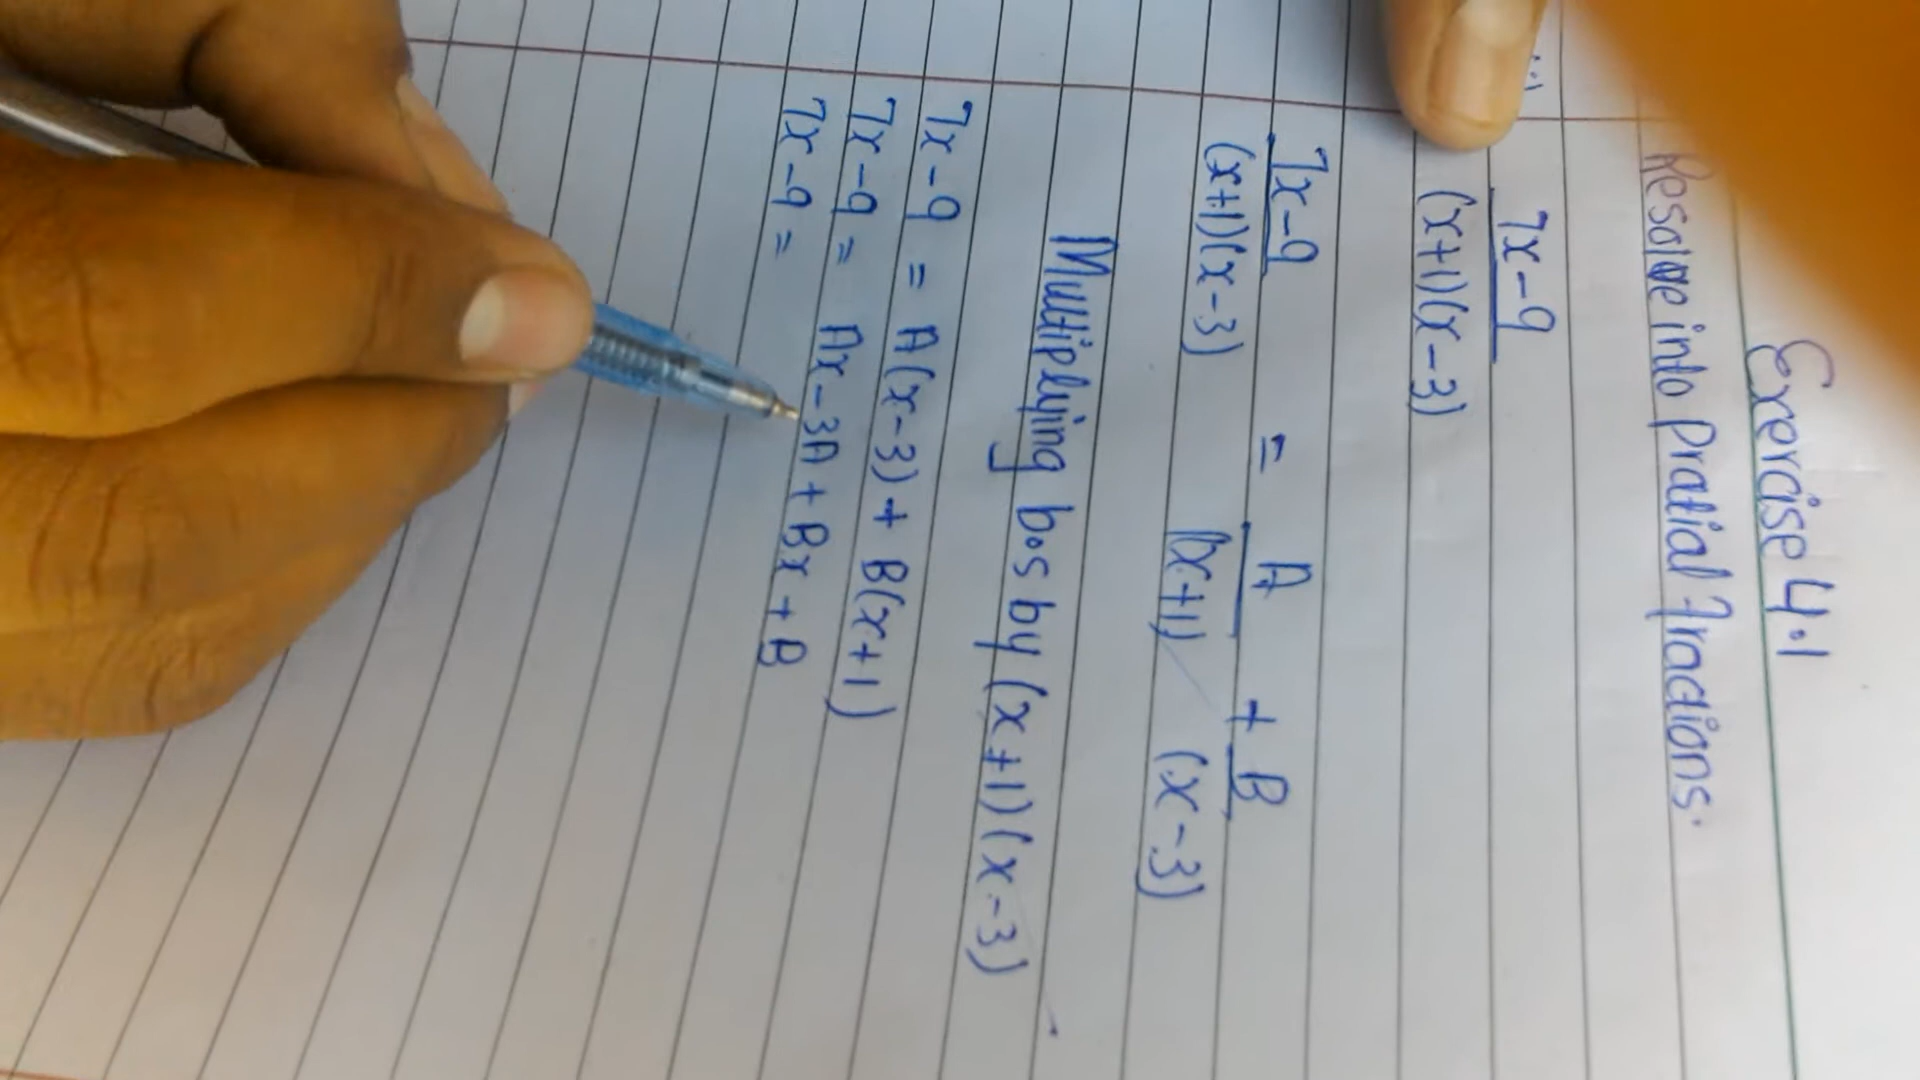 Exercise 4.1
Resolve into Pratial Fractions.
7x-9
(x+1)(x-3)
7x-9 = A + B
(x+1)(x-3) (x+1) (x-3)
Multiplying b.s by (x+1)(x-3)
7x-9 = A(x-3) + B(x+1)
7x-9 = Ax-3A + Bx + B
7x-9 =